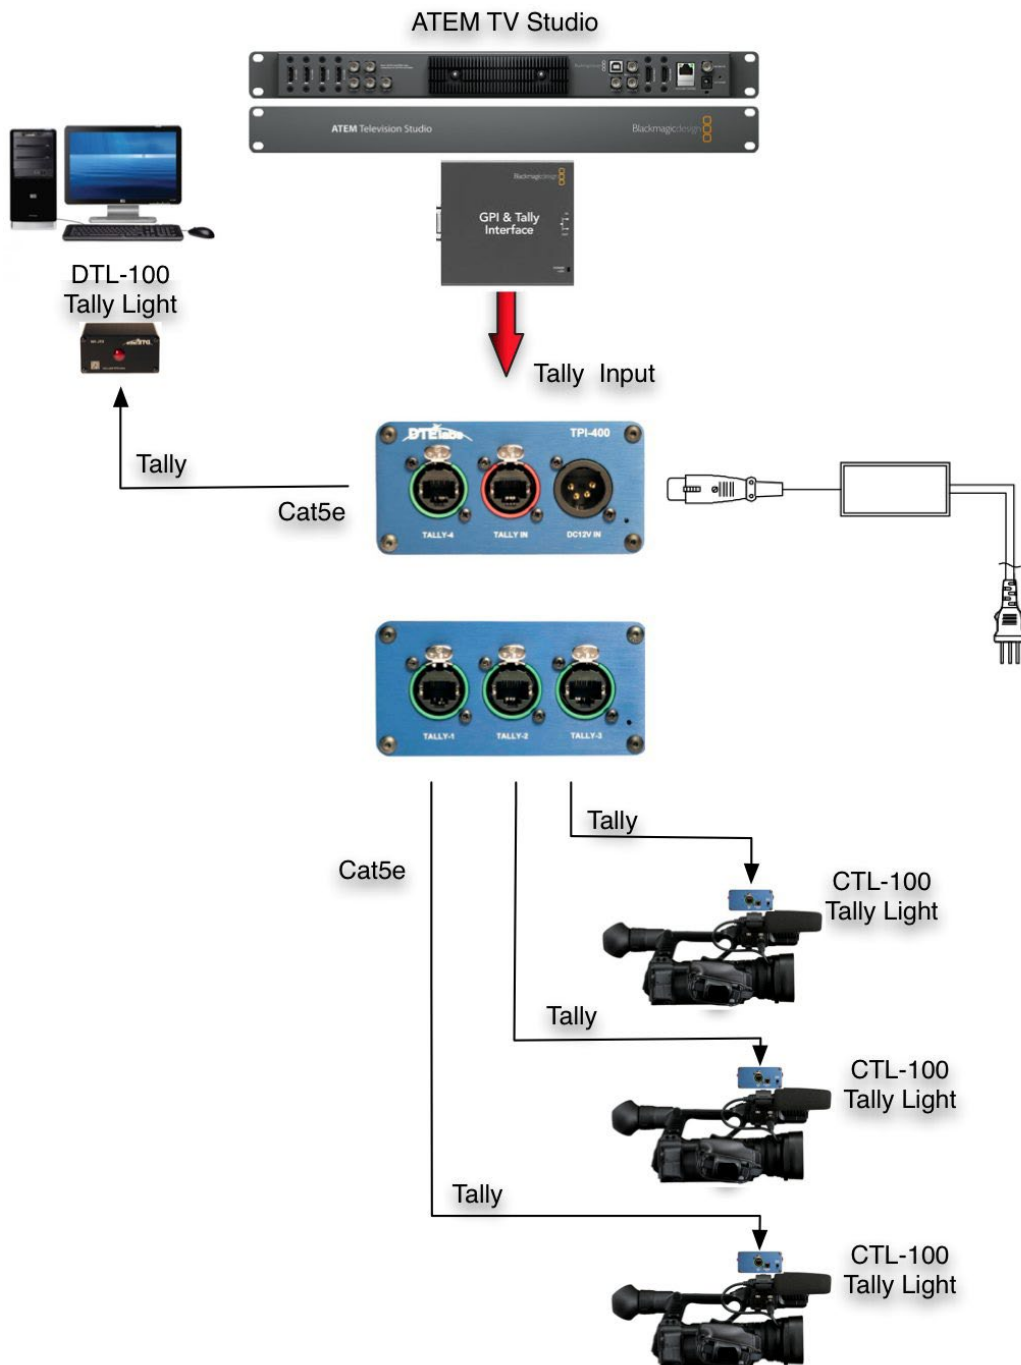 ATEM TV Studio
ATEM Television Studio
Blackmagicdesign
Blackmagicdesign
GPI & Tally
Interface
DTL-100
Tally Light
Tally Input
DTElabs
TPI-400
Tally
Cat5e
TALLY-4
TALLY IN
DC12V IN
TALLY-1
TALLY-2
TALLY-3
Tally
Cat5e
CTL-100
Tally Light
Tally
CTL-100
Tally Light
Tally
CTL-100
Tally Light